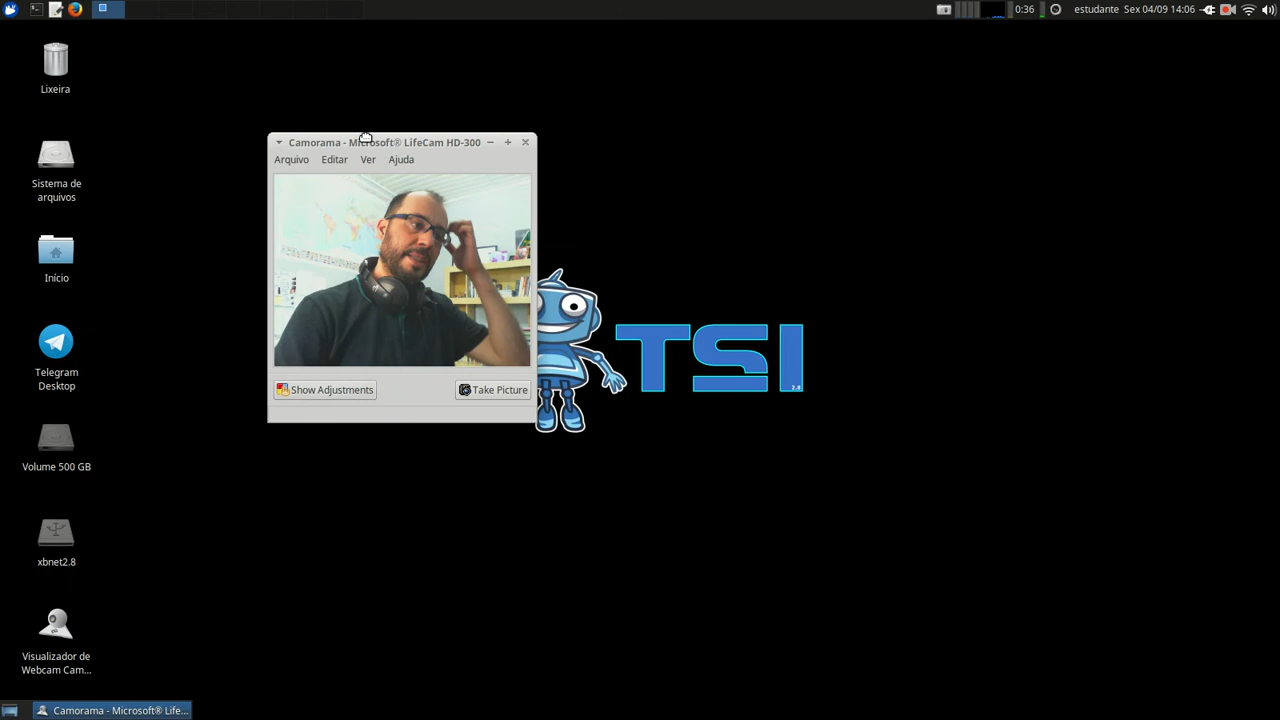 0:36
estudante
Sex 04/09 14:06
Lixeira
Sistema de
arquivos
Início
Telegram
Desktop
Volume 500 GB
xbnet2.8
Visualizador de
Webcam Cam...
Camorama - Microsoft® LifeCam HD-300
Arquivo Editar Ver Ajuda
Show Adjustments
Take Picture
TSI
2.8
Camorama - Microsoft® Life...